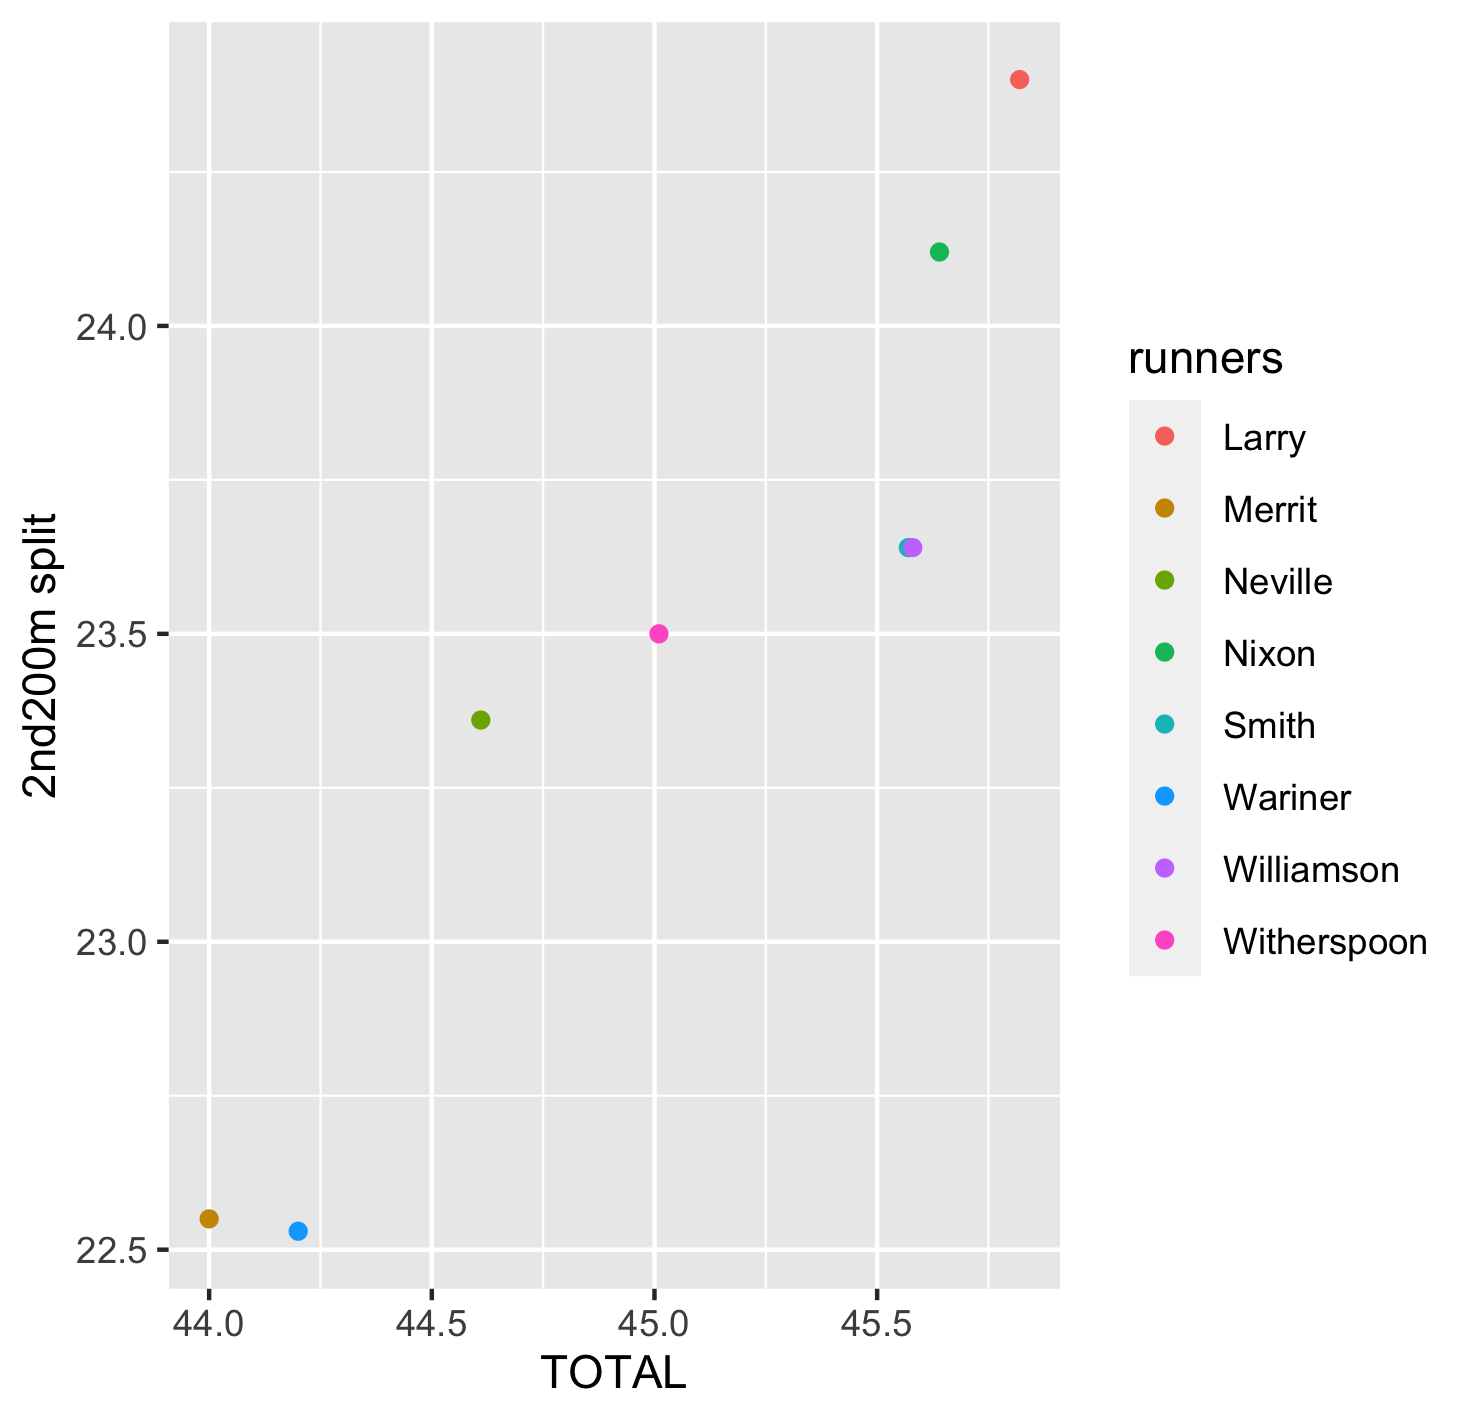 2nd200m split
24.0
23.5
23.0
22.5
44.0 44.5 45.0 45.5
TOTAL
runners
Larry
Merrit
Neville
Nixon
Smith
Wariner
Williamson
Witherspoon